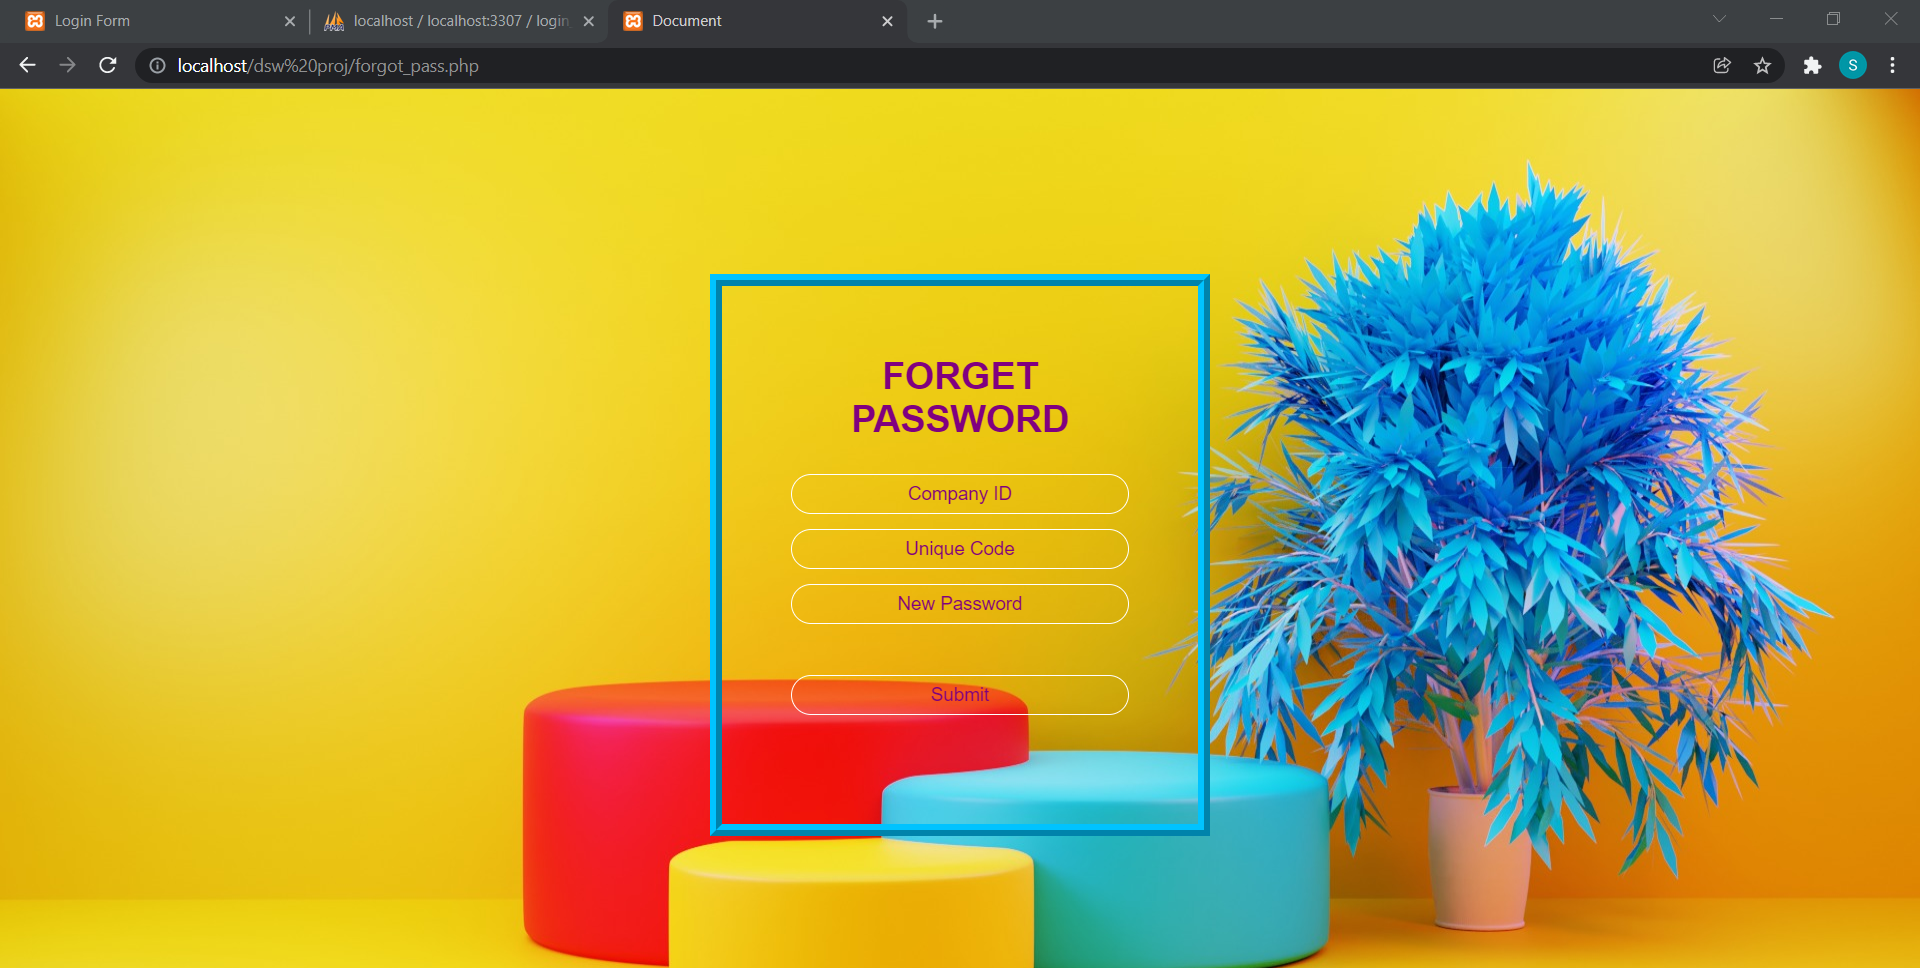 Login Form
localhost / localhost:3307 / login
Document
localhost/dsw%20proj/forgot_pass.php
S
FORGET
PASSWORD
Company ID
Unique Code
New Password
Submit